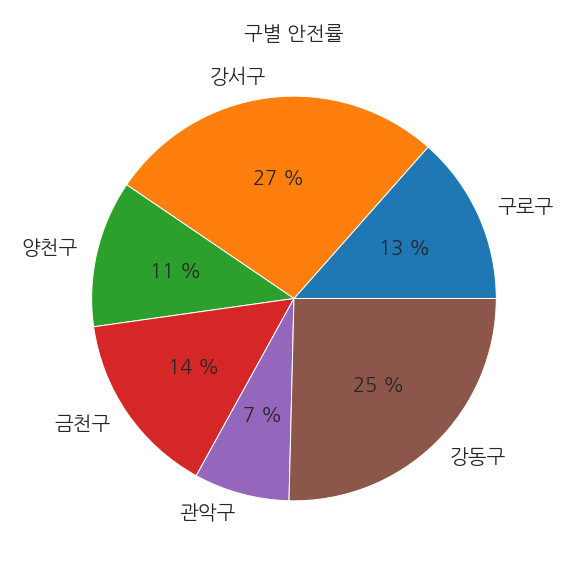 구별 안전률
강서구
27 %
구로구
13 %
양천구
11 %
14 %
25 %
7 %
금천구
강동구
관악구